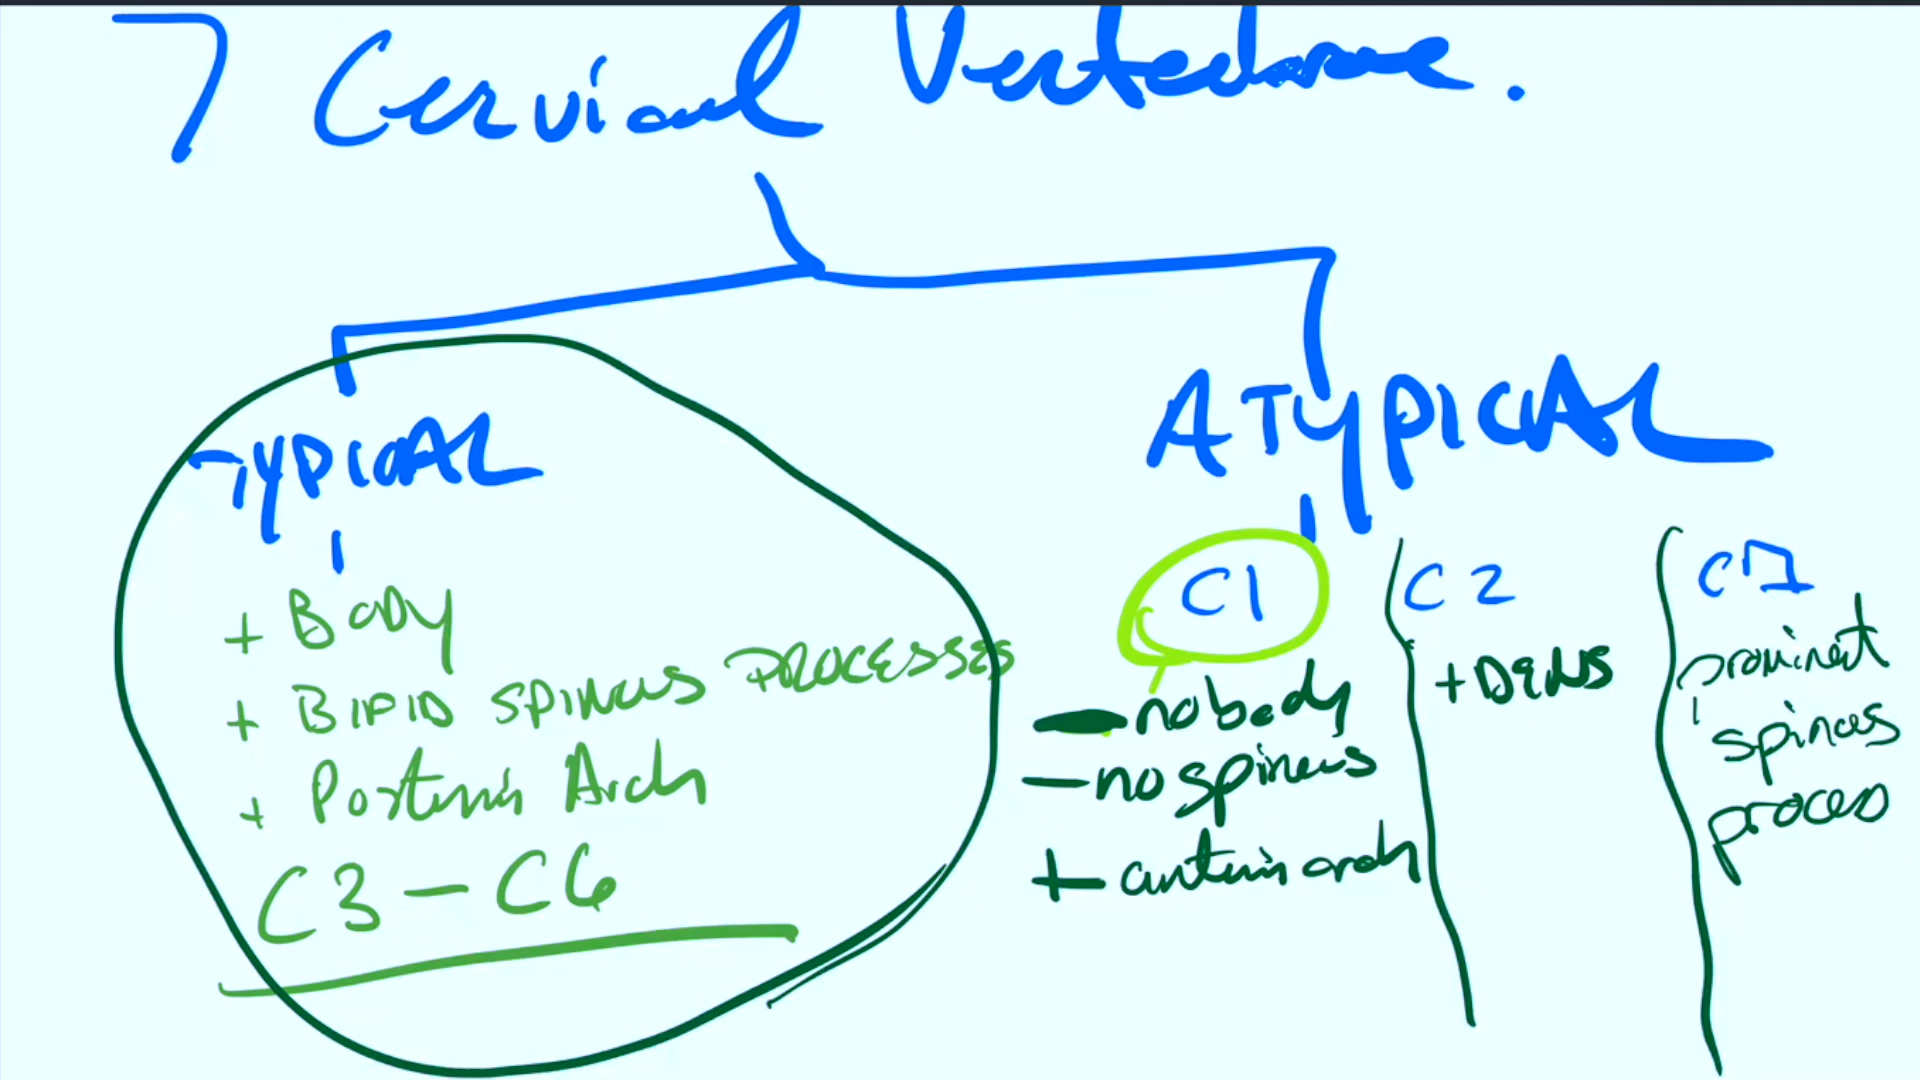 7 Cervical Vertebrae.
TYPICAL
+ BODY
+ BIFID SPINUS PROCESSES
+ Posterior Arch
C3 - C6
ATYPICAL
C1
- no body
- no spinous
+ anterior arch
C2
+ DENS
C7
prominent
spinous
process